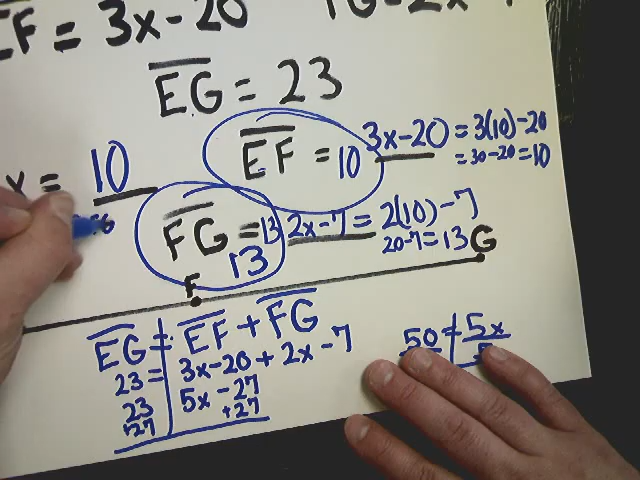 EF = 3x-20
EG = 23
EF = 10 3x-20 = 3(10)-20
= 30-20 = 10
x = 10
FG = 13 2x-7 = 2(10)-7
13 20-7 = 13
F G
EG = EF + FG
23 = 3x-20 + 2x-7
23 5x-27
+27 +27
50 = 5x